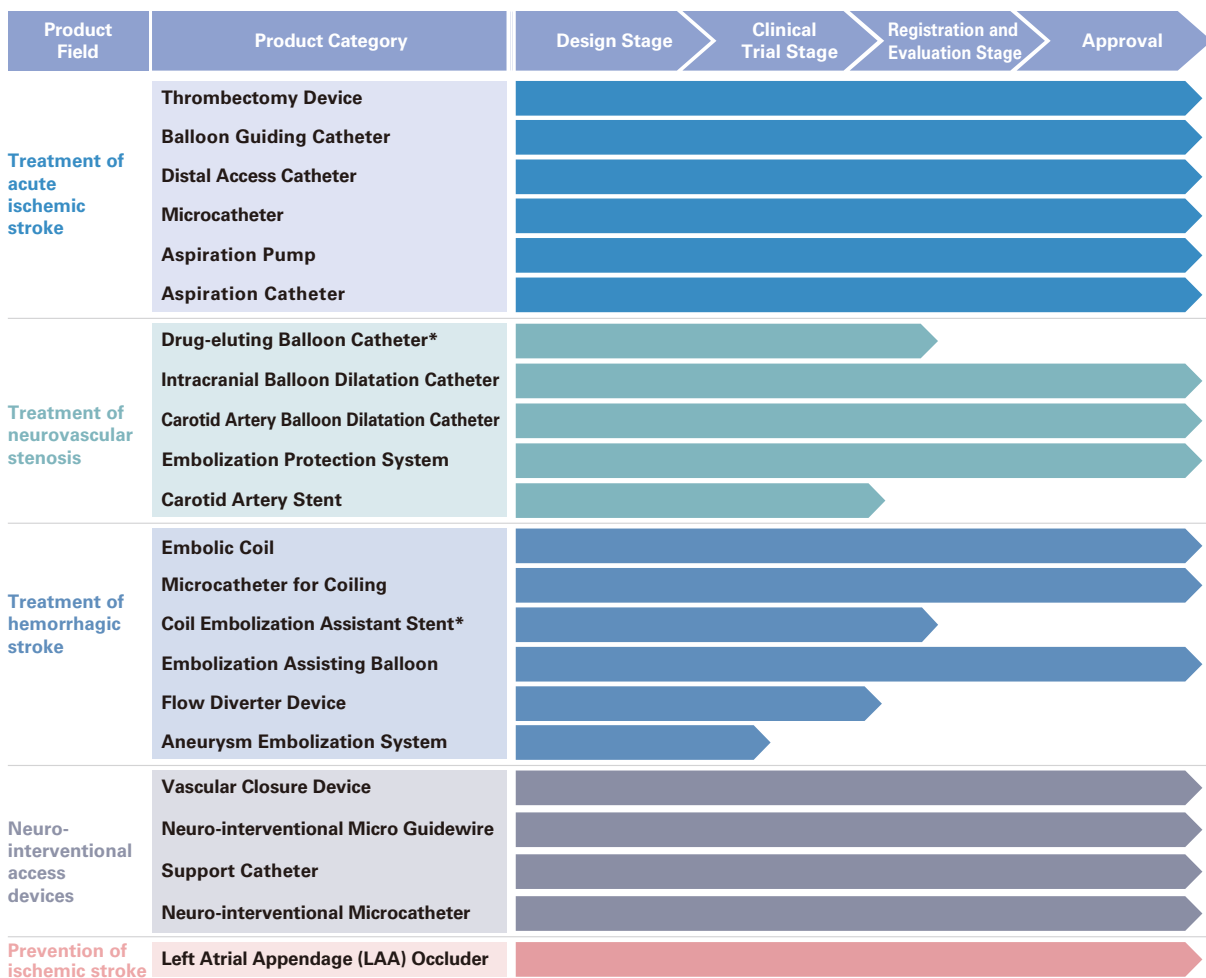 Product
Field
Product Category
Design Stage
Clinical
Trial Stage
Registration and
Evaluation Stage
Approval
Treatment of
acute
ischemic
stroke
Thrombectomy Device
Balloon Guiding Catheter
Distal Access Catheter
Microcatheter
Aspiration Pump
Aspiration Catheter
Treatment of
neurovascular
stenosis
Drug-eluting Balloon Catheter*
Intracranial Balloon Dilatation Catheter
Carotid Artery Balloon Dilatation Catheter
Embolization Protection System
Carotid Artery Stent
Treatment of
hemorrhagic
stroke
Embolic Coil
Microcatheter for Coiling
Coil Embolization Assistant Stent*
Embolization Assisting Balloon
Flow Diverter Device
Aneurysm Embolization System
Neuro-
interventional
access
devices
Vascular Closure Device
Neuro-interventional Micro Guidewire
Support Catheter
Neuro-interventional Microcatheter
Prevention of
ischemic stroke
Left Atrial Appendage (LAA) Occluder